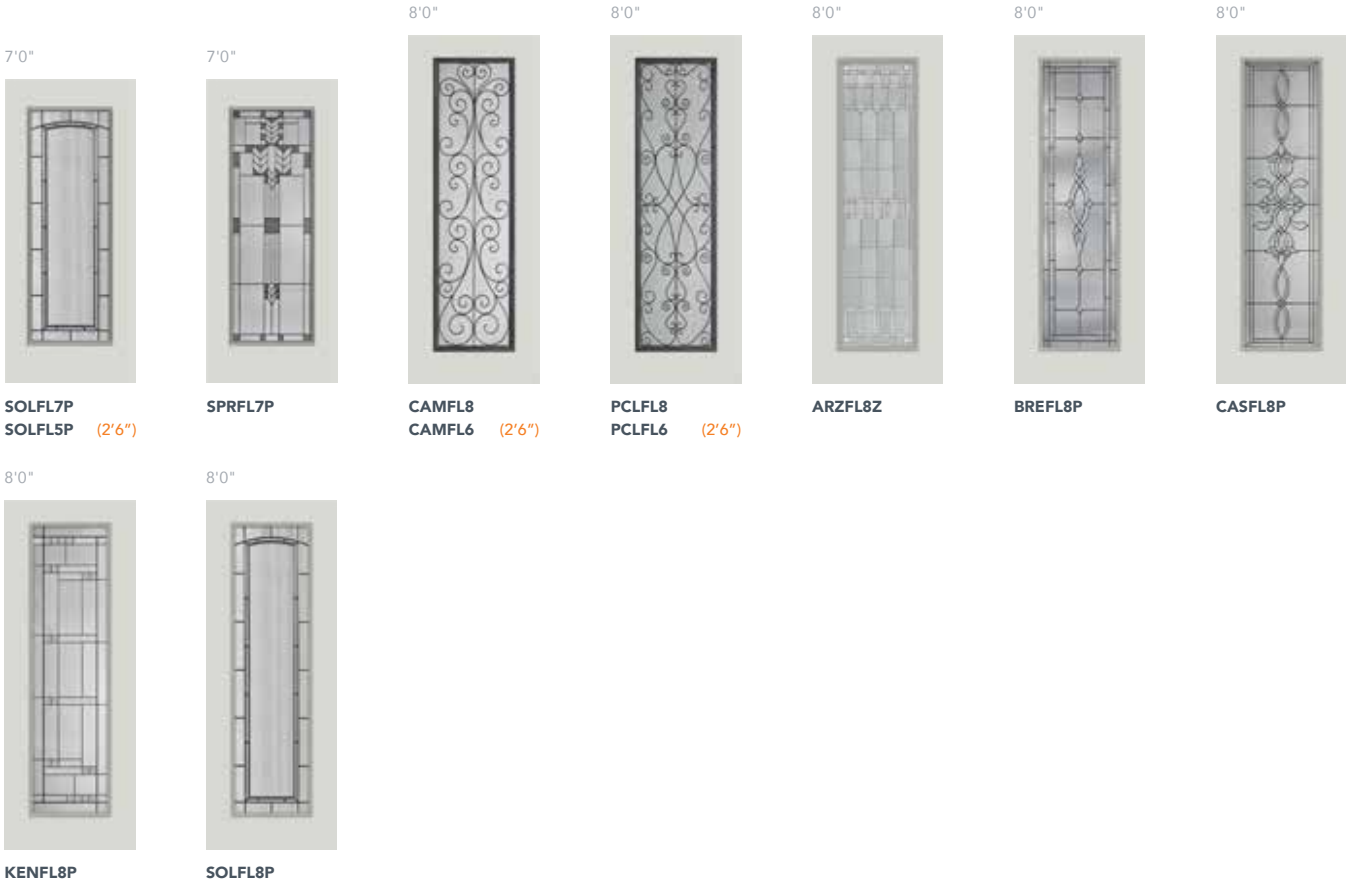 8'0"
8'0"
8'0"
8'0"
8'0"
7'0"
7'0"
SOLFL7P
SOLFL5P (2'6”)
SPRFL7P
CAMFL8
CAMFL6 (2'6”)
PCLFL8
PCLFL6 (2'6”)
ARZFL8Z
BREFL8P
CASFL8P
8'0"
8'0"
KENFL8P
SOLFL8P